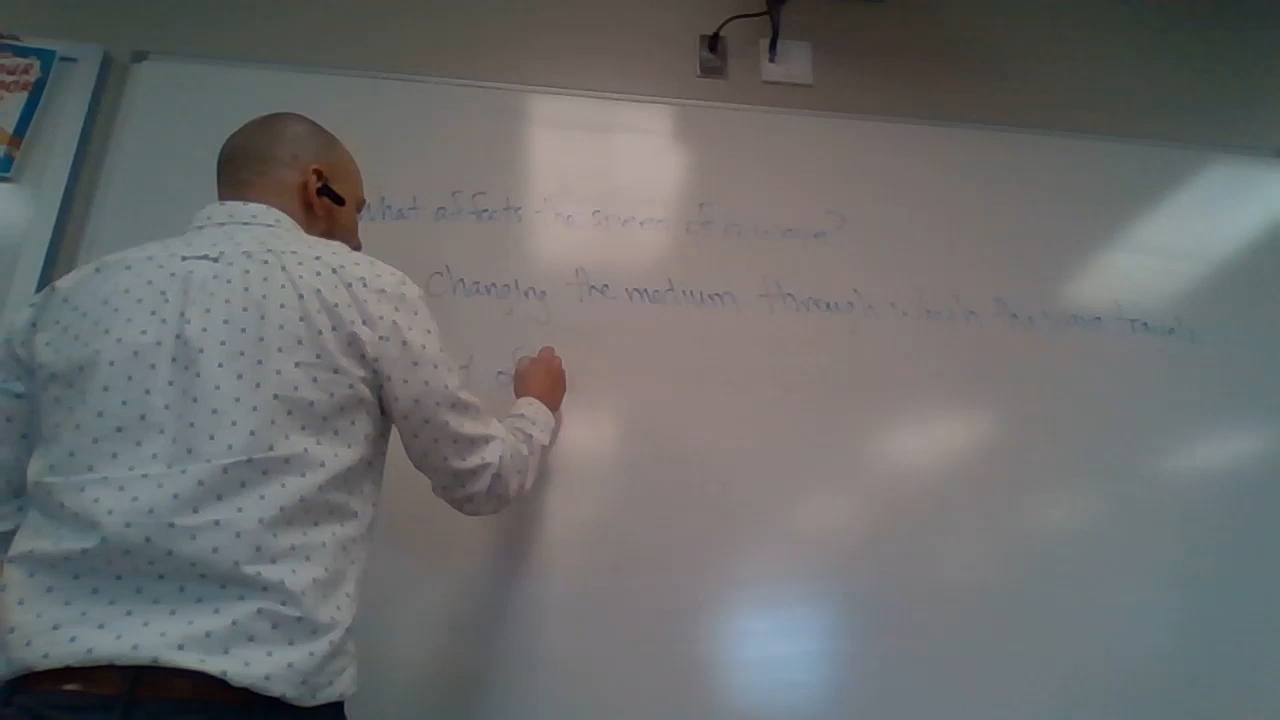 What affects the speed of a wave?
changing the medium through which the wave travels